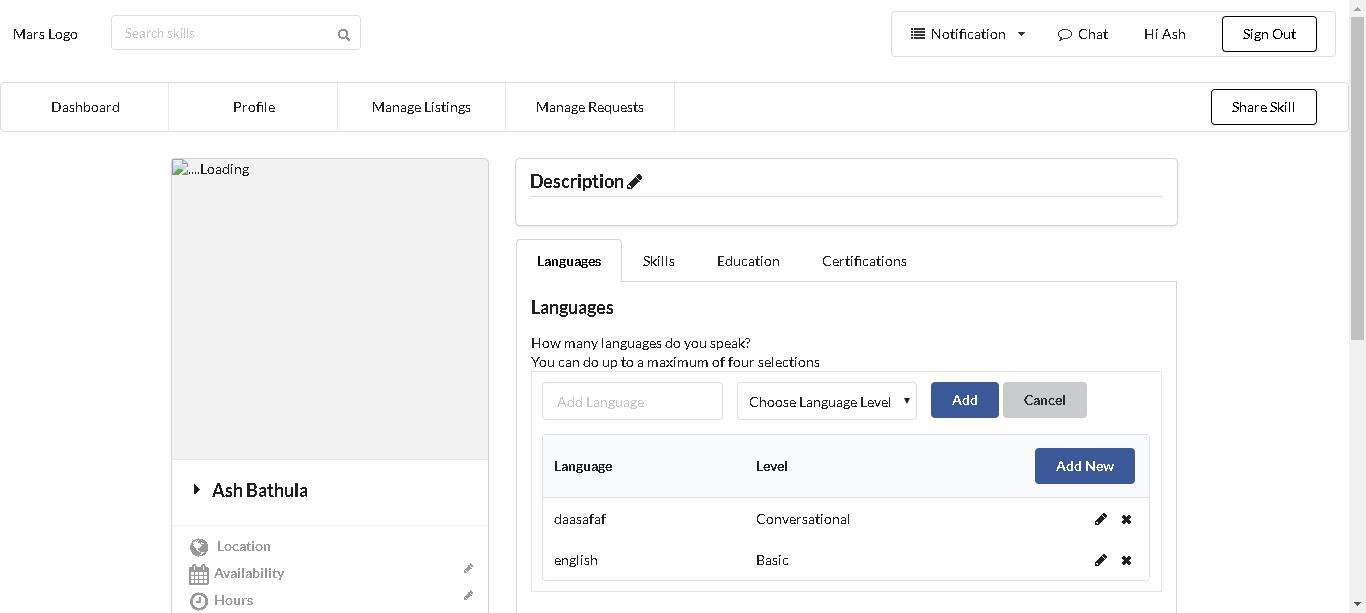 Mars Logo
Search skills
Notification
Chat
Hi Ash
Sign Out
Dashboard
Profile
Manage Listings
Manage Requests
Share Skill
....Loading
Ash Bathula
Location
Availability
Hours
Description
Languages
Skills
Education
Certifications
Languages
How many languages do you speak?
You can do up to a maximum of four selections
Add Language
Choose Language Level
Add
Cancel
Language
Level
Add New
daasafaf
Conversational
english
Basic